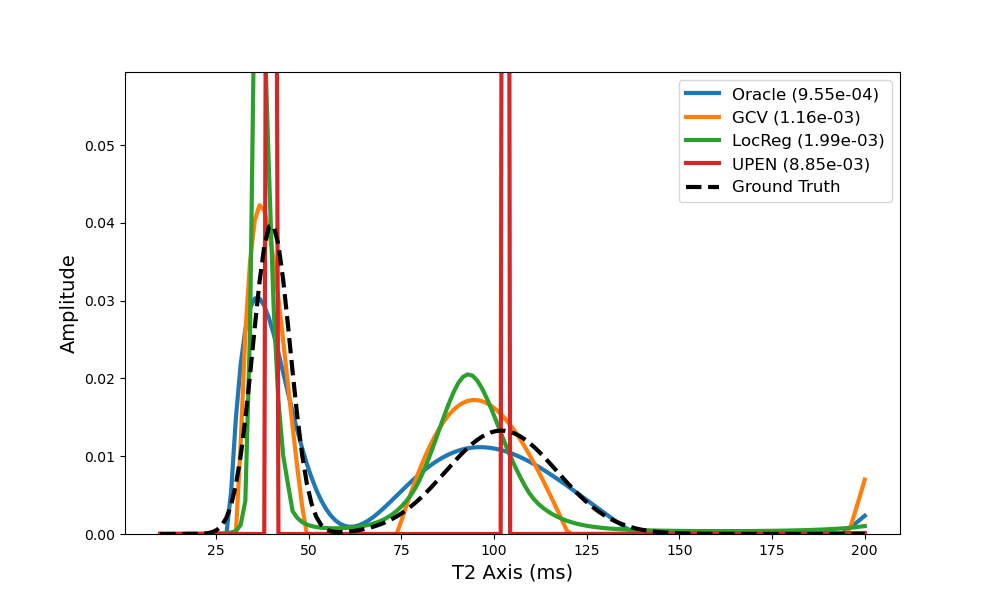 Oracle (9.55e-04)
GCV (1.16e-03)
LocReg (1.99e-03)
UPEN (8.85e-03)
Ground Truth
Amplitude
0.05
0.04
0.03
0.02
0.01
0.00
25 50 75 100 125 150 175 200
T2 Axis (ms)